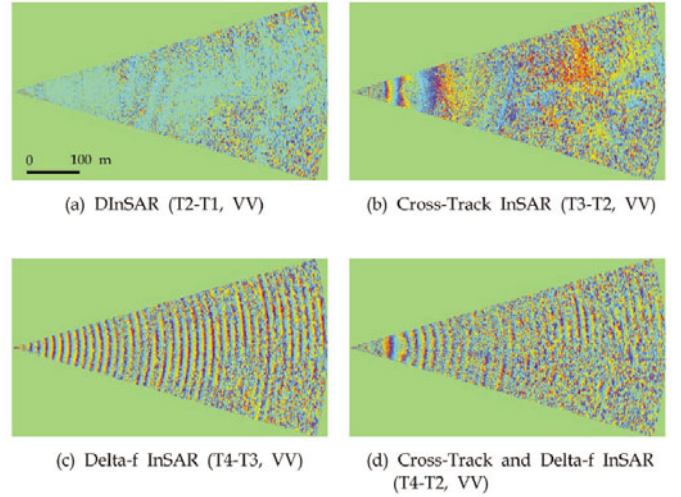 0 100 m
(a) DInSAR (T2-T1, VV)
(b) Cross-Track InSAR (T3-T2, VV)
(c) Delta-f InSAR (T4-T3, VV)
(d) Cross-Track and Delta-f InSAR
(T4-T2, VV)